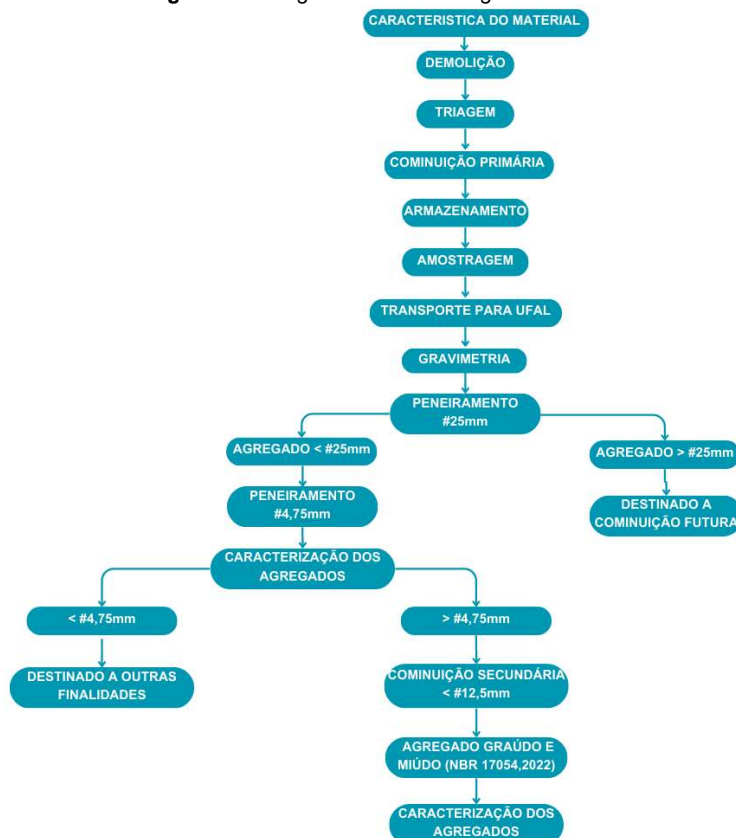 CARACTERISTICA DO MATERIAL
DEMOLIÇÃO
TRIAGEM
COMINUIÇÃO PRIMÁRIA
ARMAZENAMENTO
AMOSTRAGEM
TRANSPORTE PARA UFAL
GRAVIMETRIA
PENEIRAMENTO
#25mm
AGREGADO < #25mm
AGREGADO > #25mm
PENEIRAMENTO
#4,75mm
DESTINADO A
COMINUIÇÃO FUTURA
CARACTERIZAÇÃO DOS
AGREGADOS
< #4,75mm
> #4,75mm
DESTINADO A OUTRAS
FINALIDADES
COMINUIÇÃO SECUNDÁRIA
< #12,5mm
AGREGADO GRAÚDO E
MIÚDO (NBR 17054,2022)
CARACTERIZAÇÃO DOS
AGREGADOS